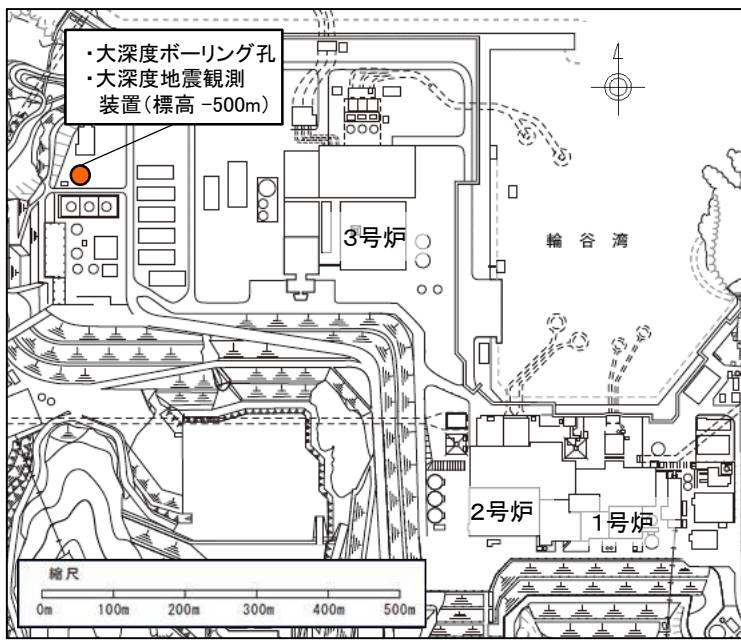 ・大深度ボーリング孔
・大深度地震観測
装置(標高 -500m)
3号炉
輪谷湾
2号炉
1号炉
縮尺
0m 100m 200m 300m 400m 500m